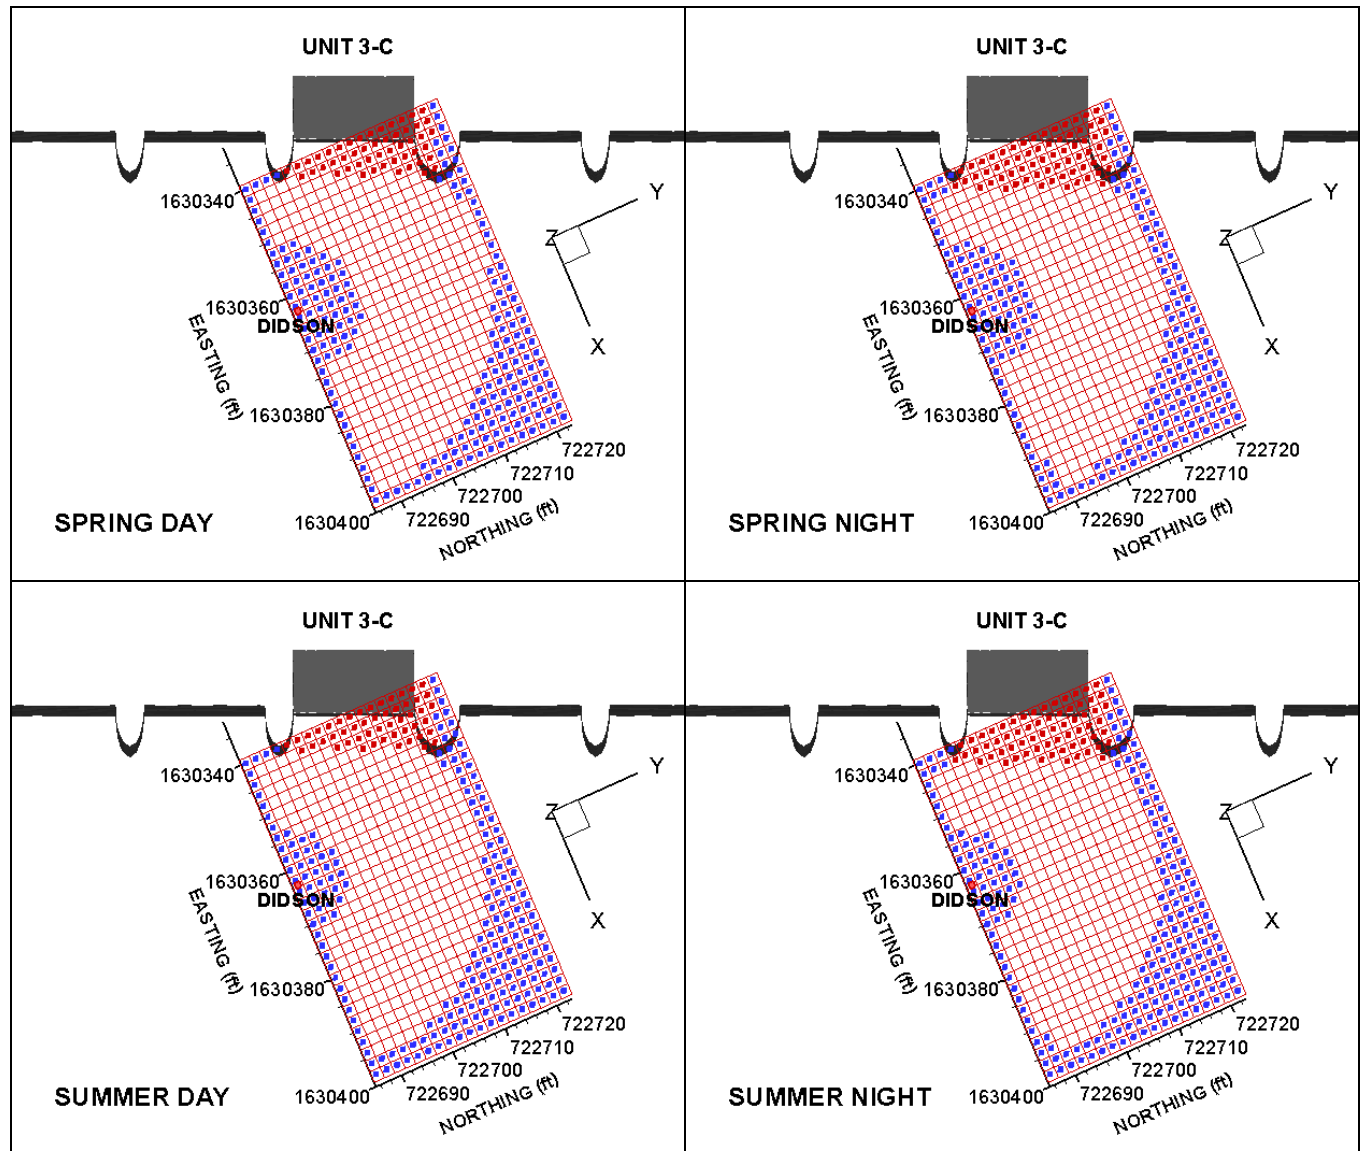 UNIT 3-C
Y
Z
X
1630340
1630360
DIDSON
EASTING (ft)
1630380
1630400
722720
722710
722700
722690
NORTHING (ft)
SPRING DAY
UNIT 3-C
Y
Z
X
1630340
1630360
DIDSON
EASTING (ft)
1630380
1630400
722720
722710
722700
722690
NORTHING (ft)
SPRING NIGHT
UNIT 3-C
Y
Z
X
1630340
1630360
DIDSON
EASTING (ft)
1630380
1630400
722720
722710
722700
722690
NORTHING (ft)
SUMMER DAY
UNIT 3-C
Y
Z
X
1630340
1630360
DIDSON
EASTING (ft)
1630380
1630400
722720
722710
722700
722690
NORTHING (ft)
SUMMER NIGHT